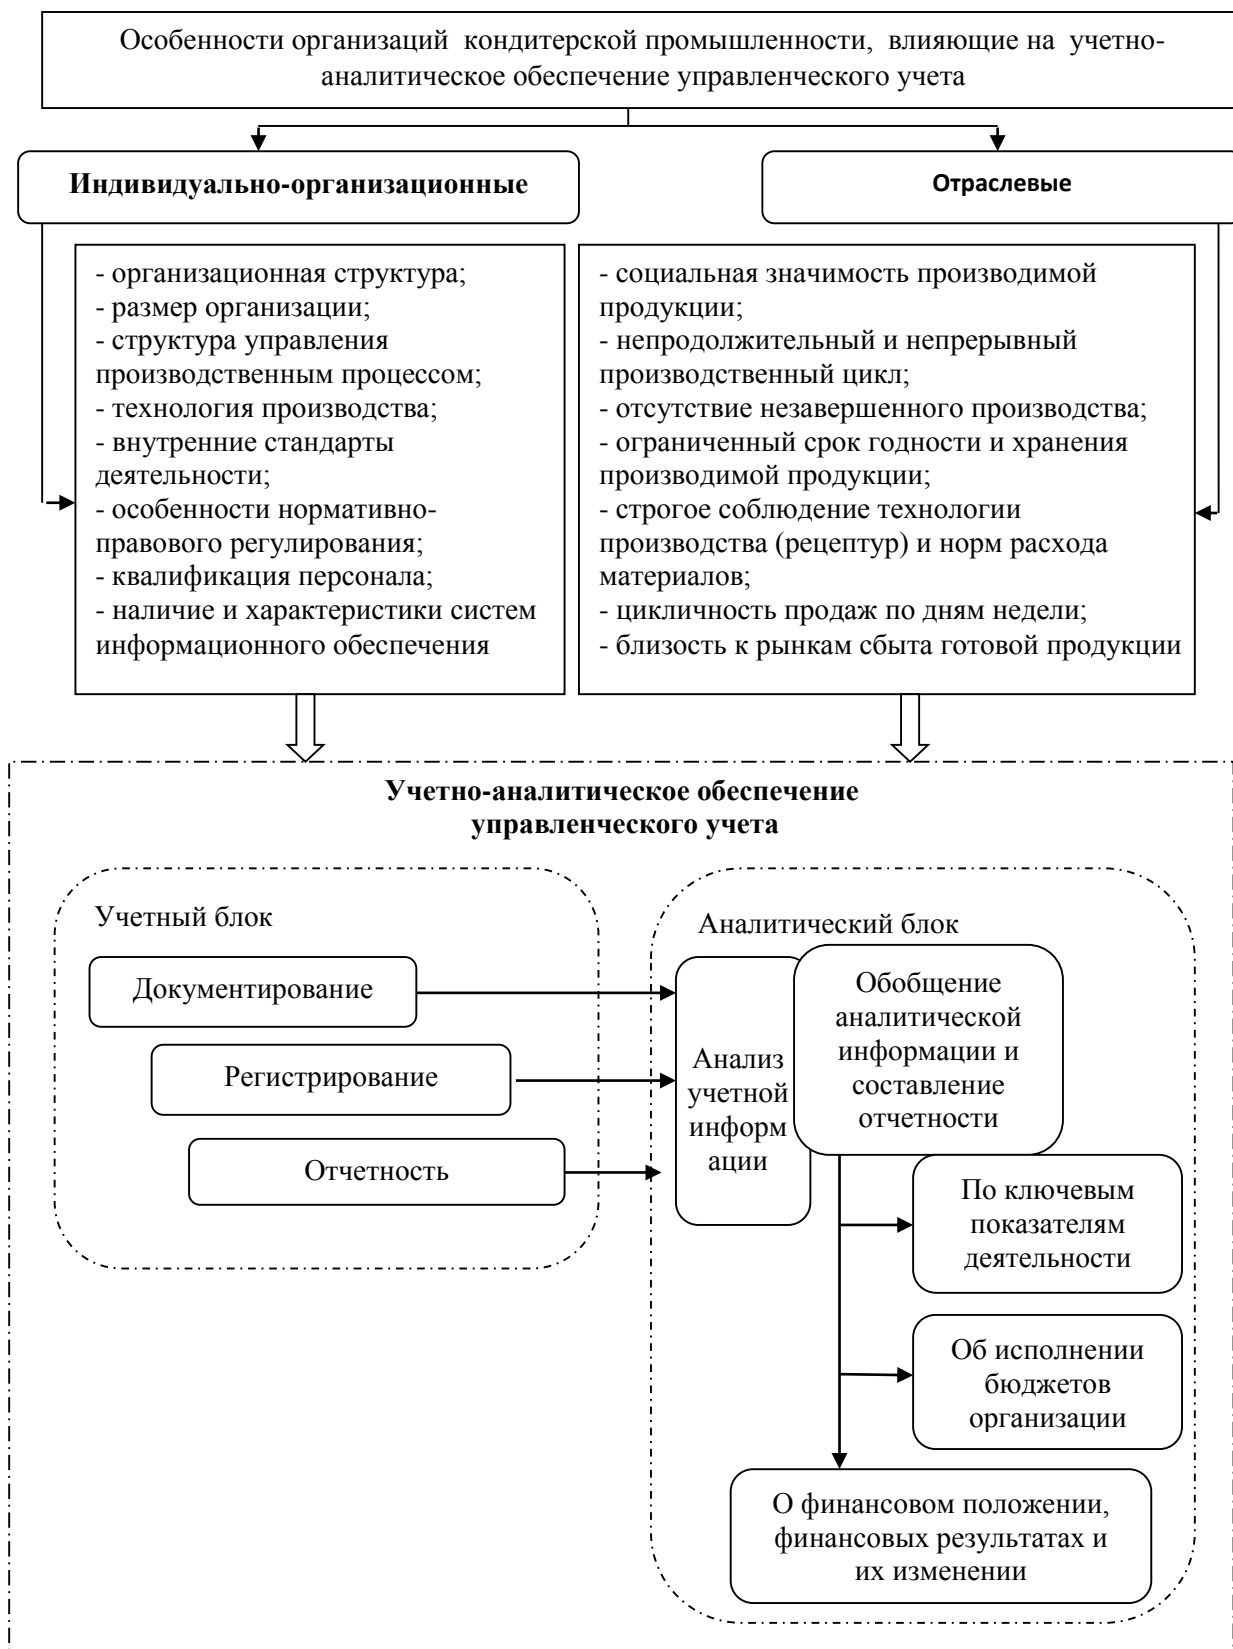 Особенности организаций кондитерской промышленности, влияющие на учетно-
аналитическое обеспечение управленческого учета
Индивидуально-организационные
Отраслевые
- организационная структура;
- размер организации;
- структура управления
производственным процессом;
- технология производства;
- внутренние стандарты
деятельности;
- особенности нормативно-
правового регулирования;
- квалификация персонала;
- наличие и характеристики систем
информационного обеспечения
- социальная значимость производимой
продукции;
- непродолжительный и непрерывный
производственный цикл;
- отсутствие незавершенного производства;
- ограниченный срок годности и хранения
производимой продукции;
- строгое соблюдение технологии
производства (рецептур) и норм расхода
материалов;
- цикличность продаж по дням недели;
- близость к рынкам сбыта готовой продукции
Учетно-аналитическое обеспечение
управленческого учета
Учетный блок
Документирование
Регистрирование
Отчетность
Аналитический блок
Анализ
учетной
информ
ации
Обобщение
аналитической
информации и
составление
отчетности
По ключевым
показателям
деятельности
Об исполнении
бюджетов
организации
О финансовом положении,
финансовых результатах и
их изменении